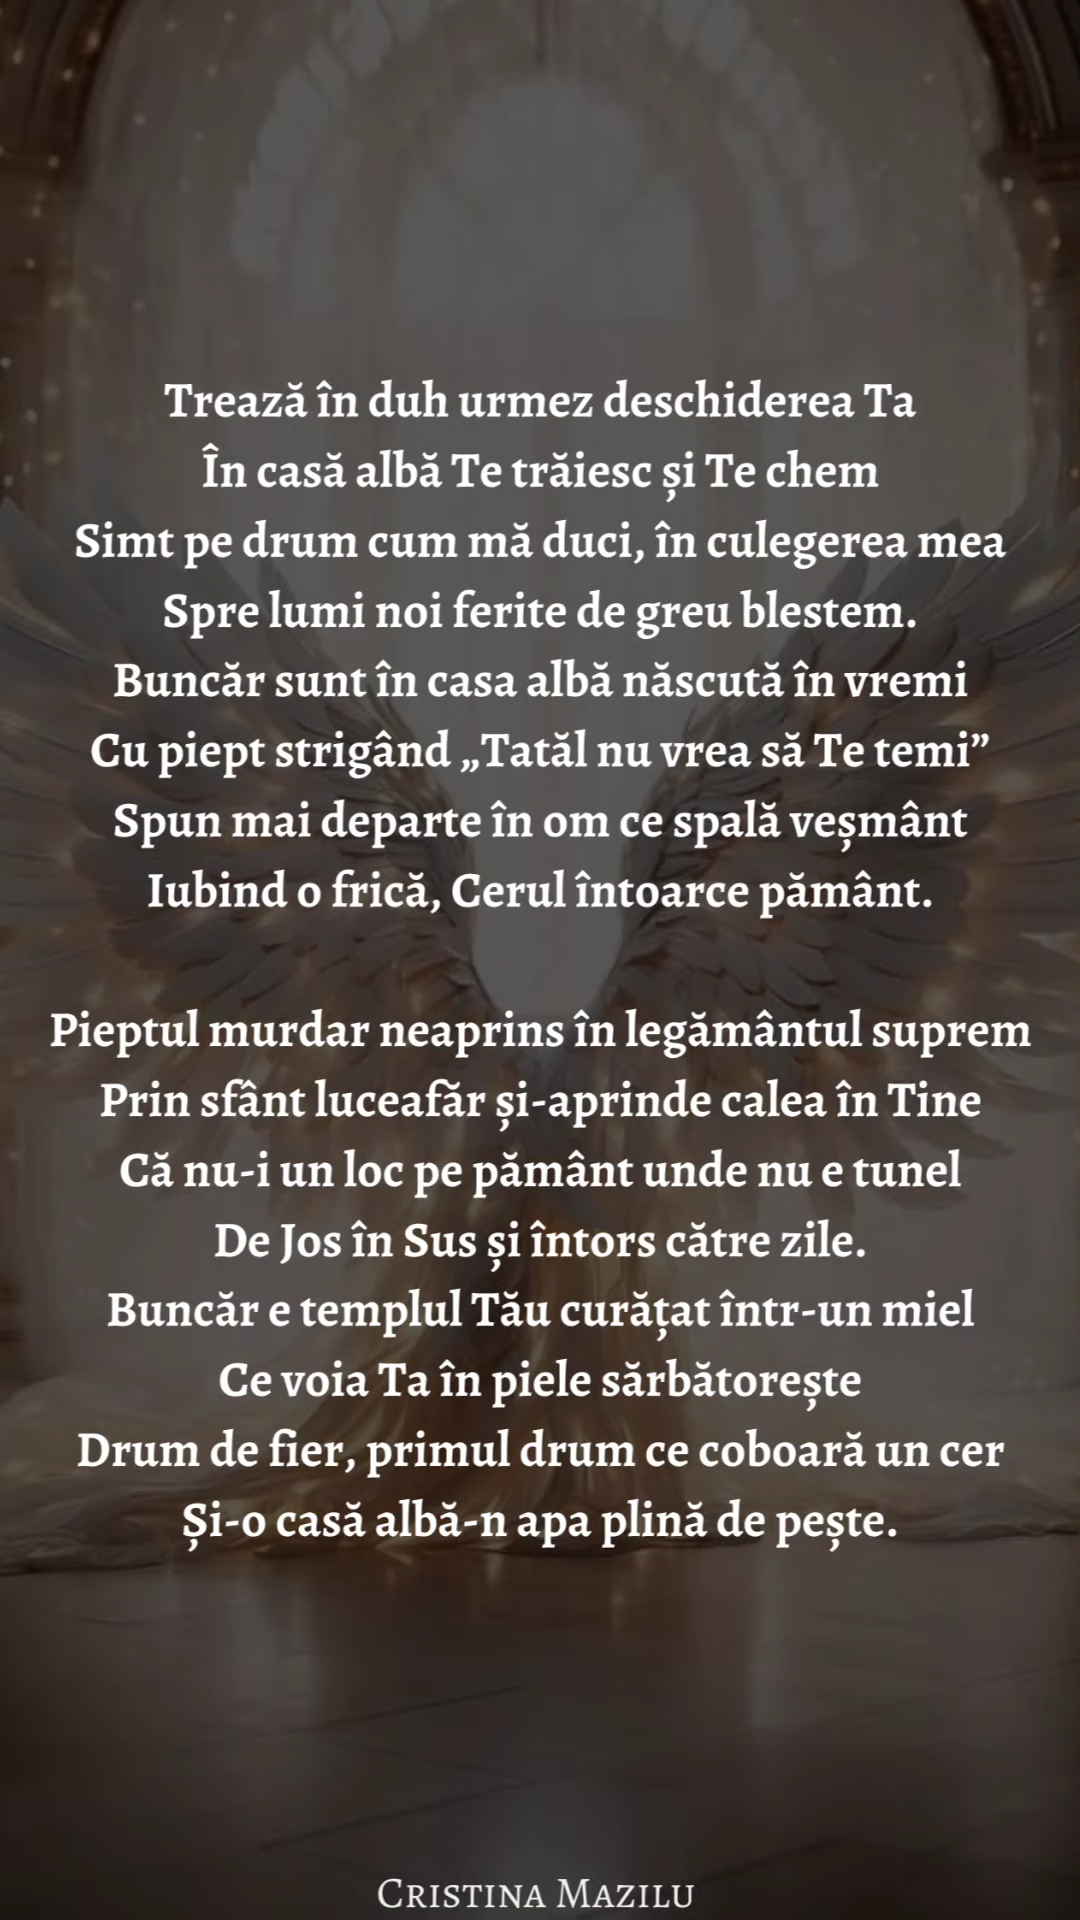 Trează în duh urmez deschiderea Ta
În casă albă Te trăiesc și Te chem
Simt pe drum cum mă duci, în culegerea mea
Spre lumi noi ferite de greu blestem.
Buncăr sunt în casa albă născută în vremi
Cu piept strigând „Tatăl nu vrea să Te temi”
Spun mai departe în om ce spală veșmânt
Iubind o frică, Cerul întoarce pământ.
Pieptul murdar neaprins în legământul suprem
Prin sfânt luceafăr și-aprinde calea în Tine
Că nu-i un loc pe pământ unde nu e tunel
De Jos în Sus și întors către zile.
Buncăr e templul Tău curățat într-un miel
Ce voia Ta în piele sărbătorește
Drum de fier, primul drum ce coboară un cer
Și-o casă albă-n apa plină de pește.
Cristina Mazilu